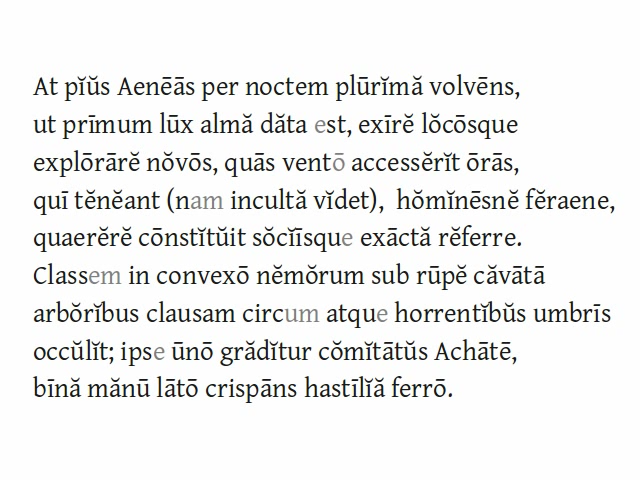 At pĭŭs Aenēās per noctem plūrĭmă volvēns,
ut prīmum lūx almă dăta est, exīrĕ lŏcōsque
explōrārĕ nŏvōs, quās ventō accessĕrĭt ōrās,
quī tĕnĕant (nam incultă vĭdet), hŏmĭnēsnĕ fĕraene,
quaerĕrĕ cōnstĭtŭit sŏcĭīsque exāctă rĕferre.
Classem in convexō nĕmŏrum sub rūpĕ căvātā
arbŏrĭbus clausam circum atque horrentĭbŭs umbrīs
occŭlĭt; ipse ūnō grădĭtur cŏmĭtātŭs Achātē,
bīnă mănū lātō crispāns hastīlĭă ferrō.